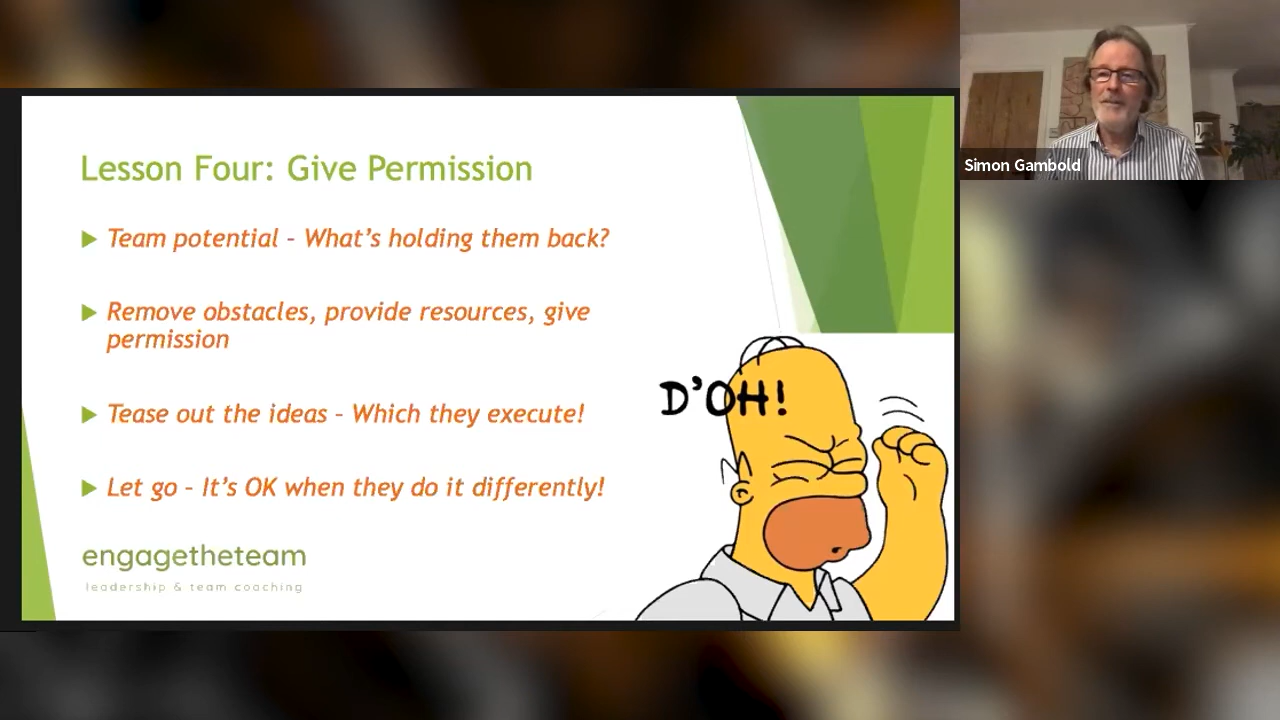 Lesson Four: Give Permission
Team potential – What's holding them back?
Remove obstacles, provide resources, give
permission
Tease out the ideas – Which they execute!
Let go – It's OK when they do it differently!
D'OH!
engagetheteam
leadership & team coaching
Simon Gambold